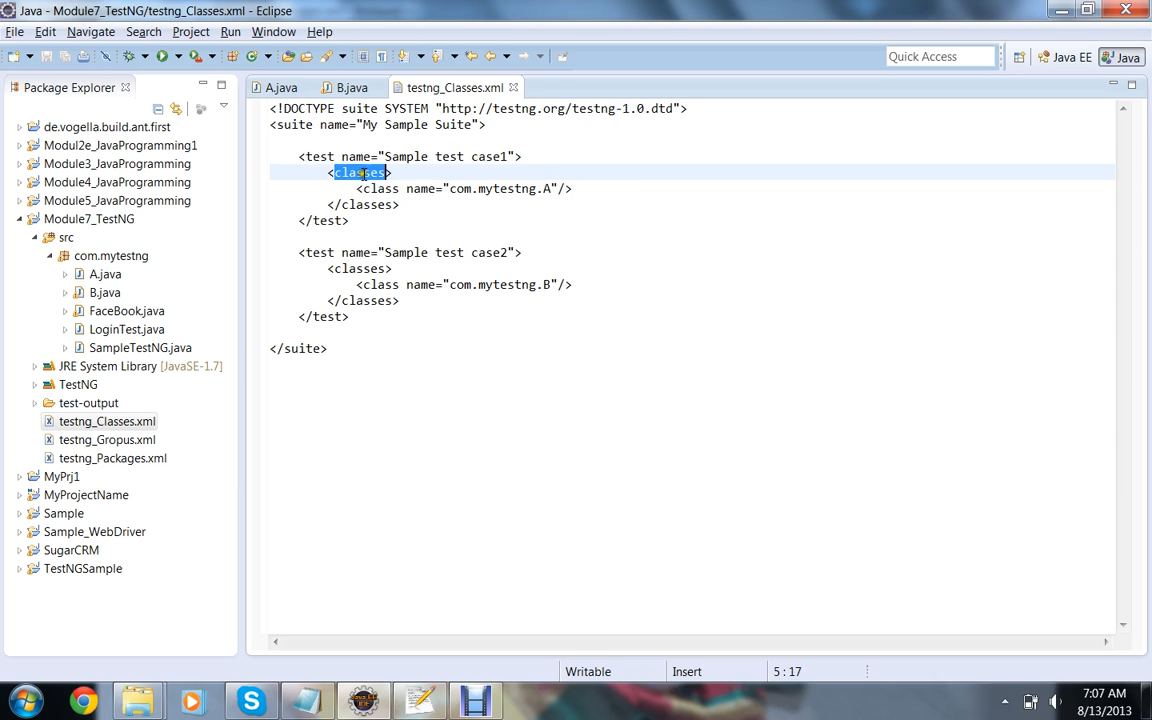 Java - Module7_TestNG/testng_Classes.xml - Eclipse
File Edit Navigate Search Project Run Window Help
Quick Access
Java EE
Java
Package Explorer
A.java
B.java
testng_Classes.xml
de.vogella.build.ant.first
Modul2e_JavaProgramming1
Module3_JavaProgramming
Module4_JavaProgramming
Module5_JavaProgramming
Module7_TestNG
src
com.mytestng
A.java
B.java
FaceBook.java
LoginTest.java
SampleTestNG.java
JRE System Library [JavaSE-1.7]
TestNG
test-output
testng_Classes.xml
testng_Gropus.xml
testng_Packages.xml
MyPrj1
MyProjectName
Sample
Sample_WebDriver
SugarCRM
TestNGSample
<!DOCTYPE suite SYSTEM "http://testng.org/testng-1.0.dtd">
<suite name="My Sample Suite">
<test name="Sample test case1">
<classes>
<class name="com.mytestng.A"/>
</classes>
</test>
<test name="Sample test case2">
<classes>
<class name="com.mytestng.B"/>
</classes>
</test>
</suite>
Writable
Insert
5 : 17
7:07 AM
8/13/2013